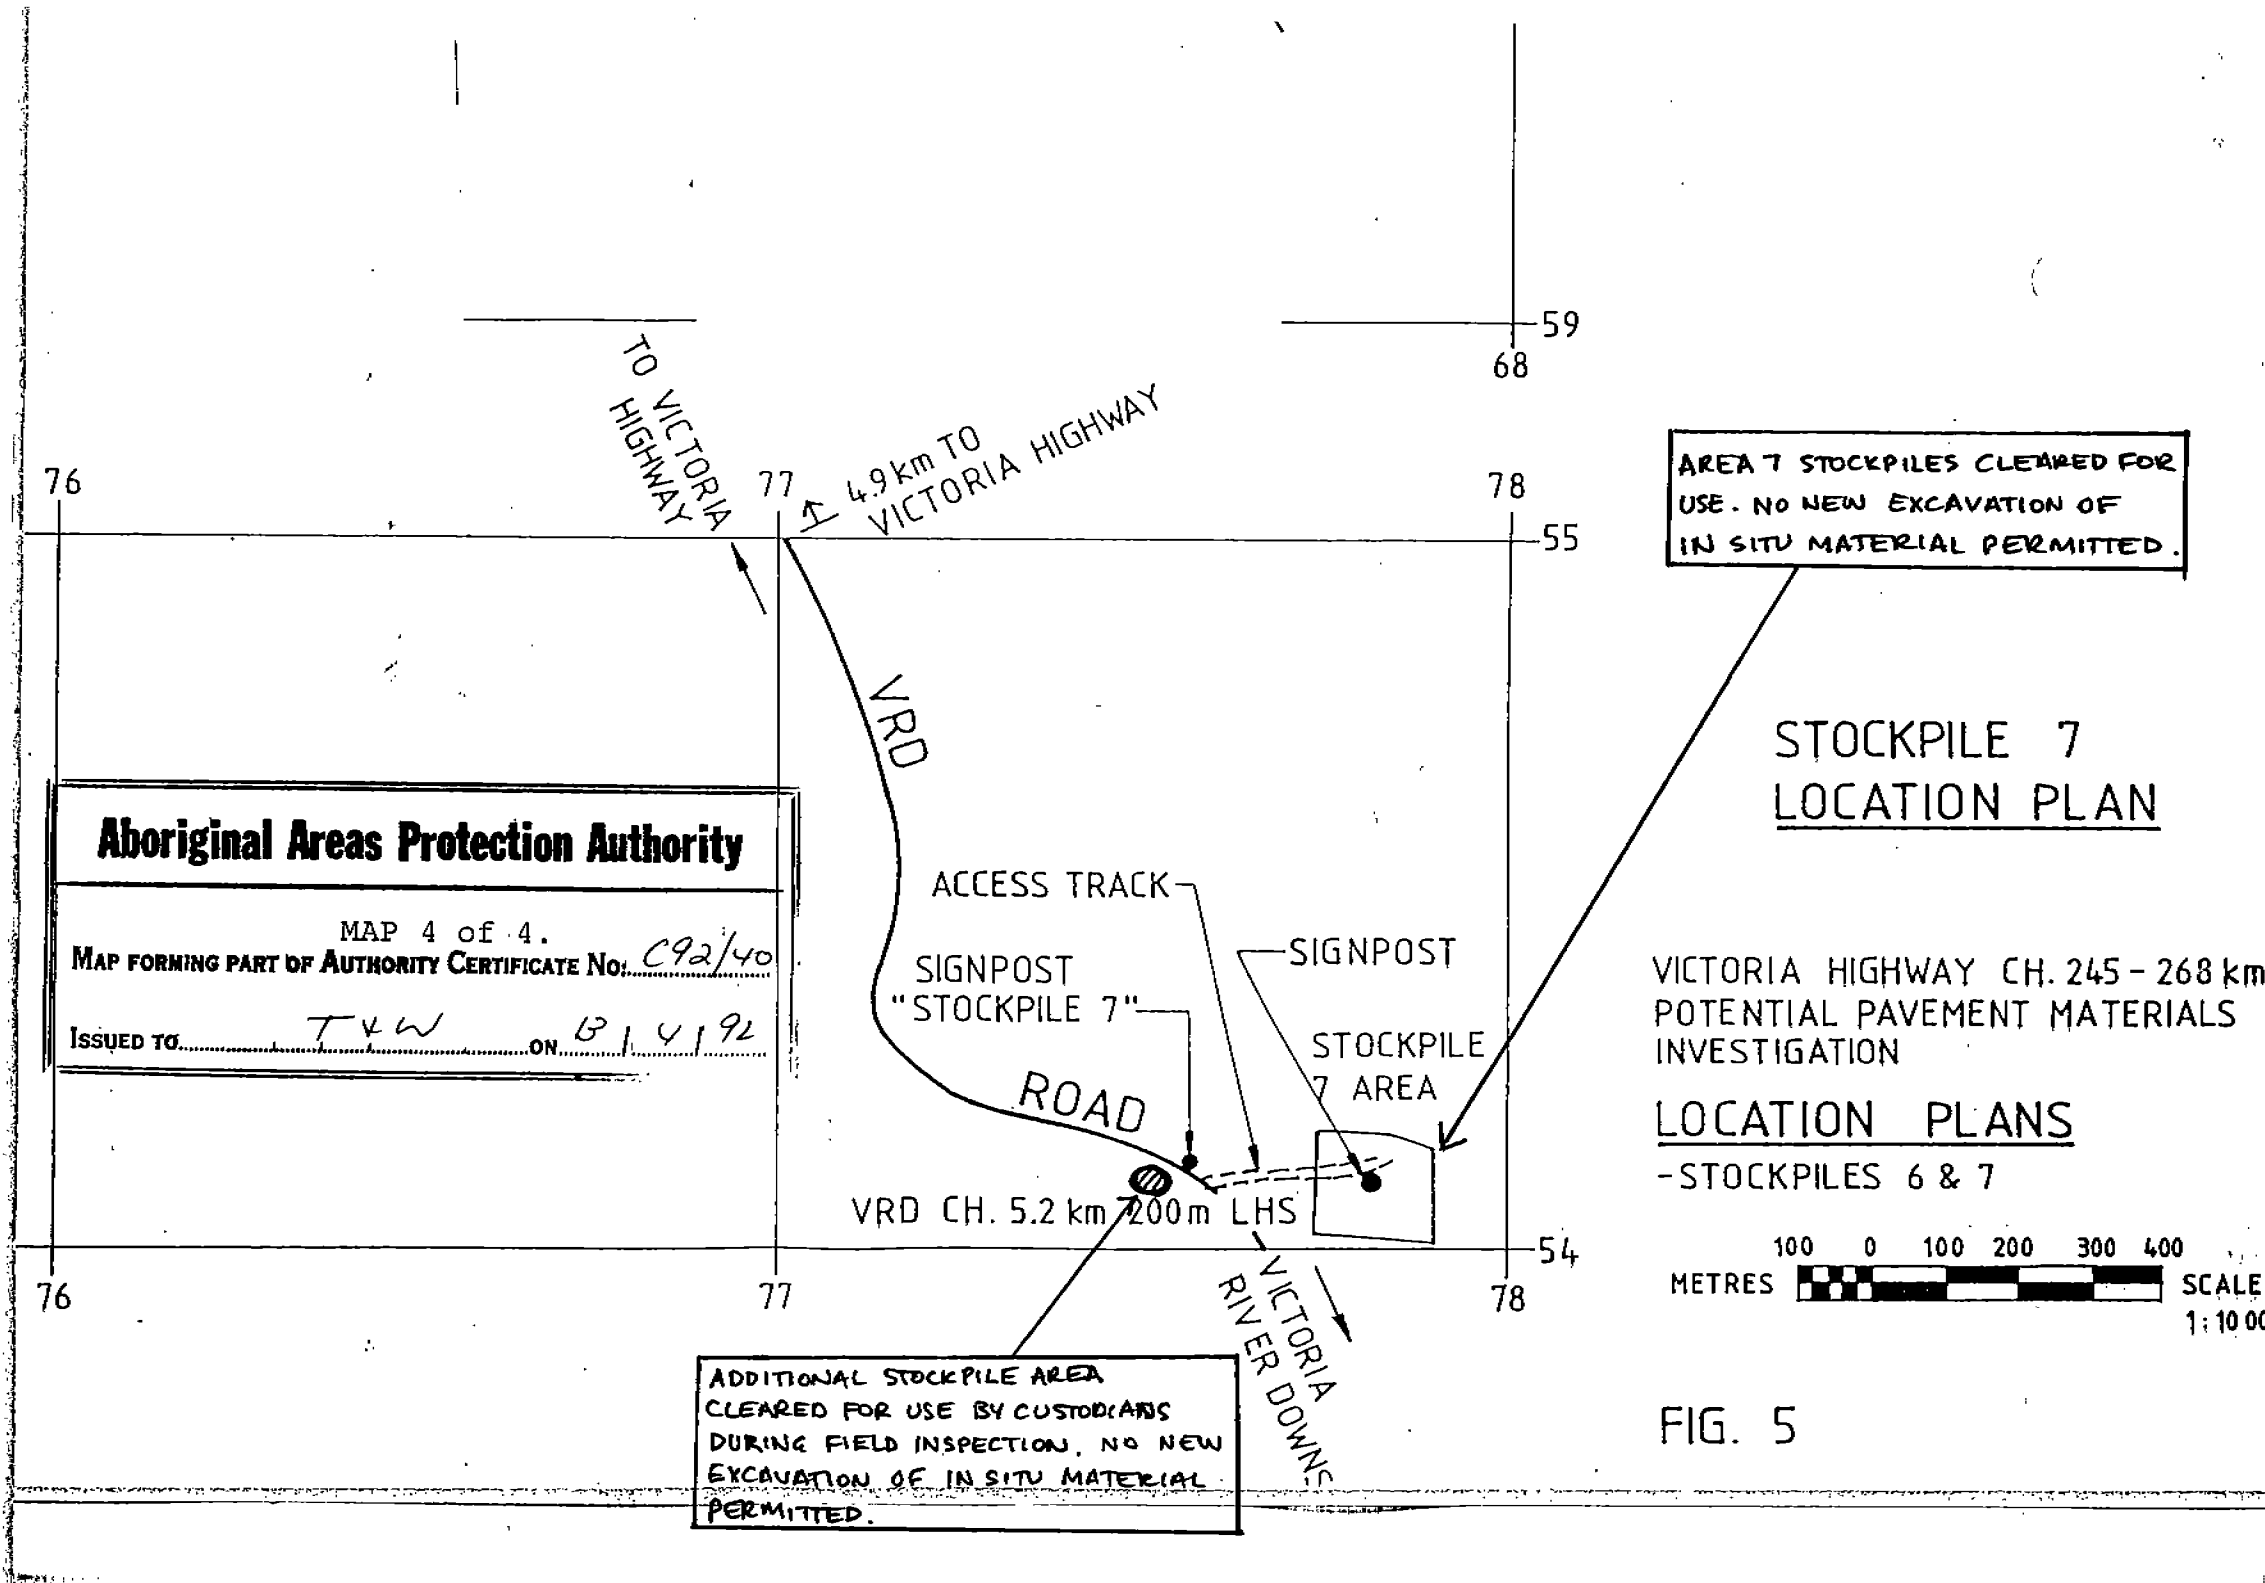 59
68
TO VICTORIA
HIGHWAY
4.9 km TO
VICTORIA HIGHWAY
76
77
78
55
AREA 7 STOCKPILES CLEARED FOR
USE. NO NEW EXCAVATION OF
IN SITU MATERIAL PERMITTED.
VRD
STOCKPILE 7
LOCATION PLAN
Aboriginal Areas Protection Authority
MAP 4 of 4.
MAP FORMING PART OF AUTHORITY CERTIFICATE No: C92/40
ISSUED TO T & W ON 13 / 4 / 92
ACCESS TRACK
SIGNPOST
SIGNPOST
"STOCKPILE 7"
STOCKPILE
7 AREA
ROAD
VICTORIA HIGHWAY CH. 245 - 268 km
POTENTIAL PAVEMENT MATERIALS
INVESTIGATION
LOCATION PLANS
- STOCKPILES 6 & 7
VRD CH. 5.2 km 200m LHS
54
76
77
78
VICTORIA
RIVER DOWNS
100 0 100 200 300 400
METRES
SCALE
1:10 00
ADDITIONAL STOCKPILE AREA
CLEARED FOR USE BY CUSTODIANS
DURING FIELD INSPECTION. NO NEW
EXCAVATION OF IN SITU MATERIAL
PERMITTED.
FIG. 5